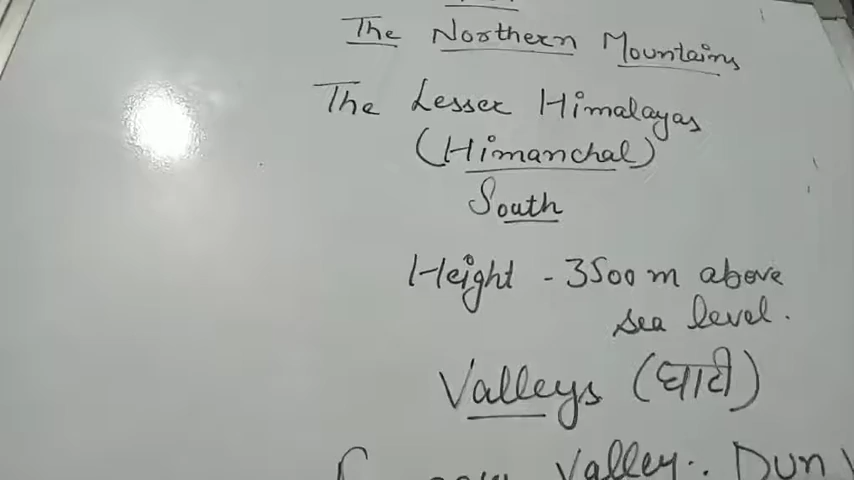 The Northern Mountains
The Lesser Himalayas
(Himanchal)
South
Height - 3500 m above
sea level.
Valleys (घाटी)
Valley. Dun